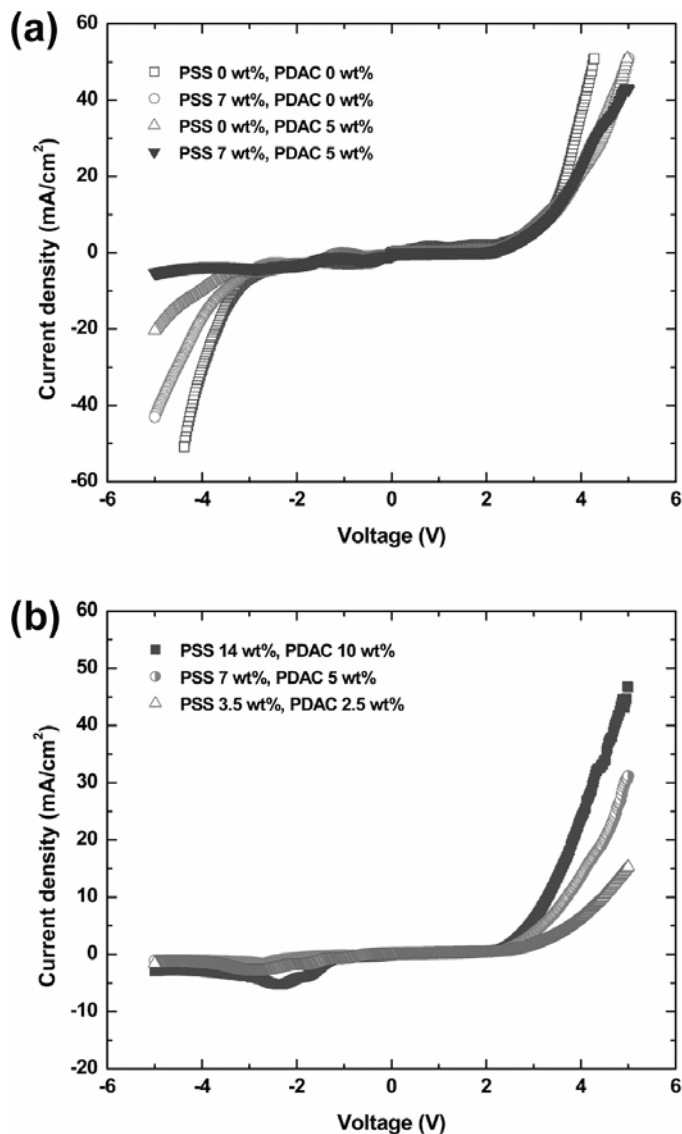 (a)
60
40
20
0
-20
-40
-60
Current density (mA/cm²)
PSS 0 wt%, PDAC 0 wt%
PSS 7 wt%, PDAC 0 wt%
PSS 0 wt%, PDAC 5 wt%
PSS 7 wt%, PDAC 5 wt%
-6 -4 -2 0 2 4 6
Voltage (V)
(b)
60
50
40
30
20
10
0
-10
-20
Current density (mA/cm²)
PSS 14 wt%, PDAC 10 wt%
PSS 7 wt%, PDAC 5 wt%
PSS 3.5 wt%, PDAC 2.5 wt%
-6 -4 -2 0 2 4 6
Voltage (V)